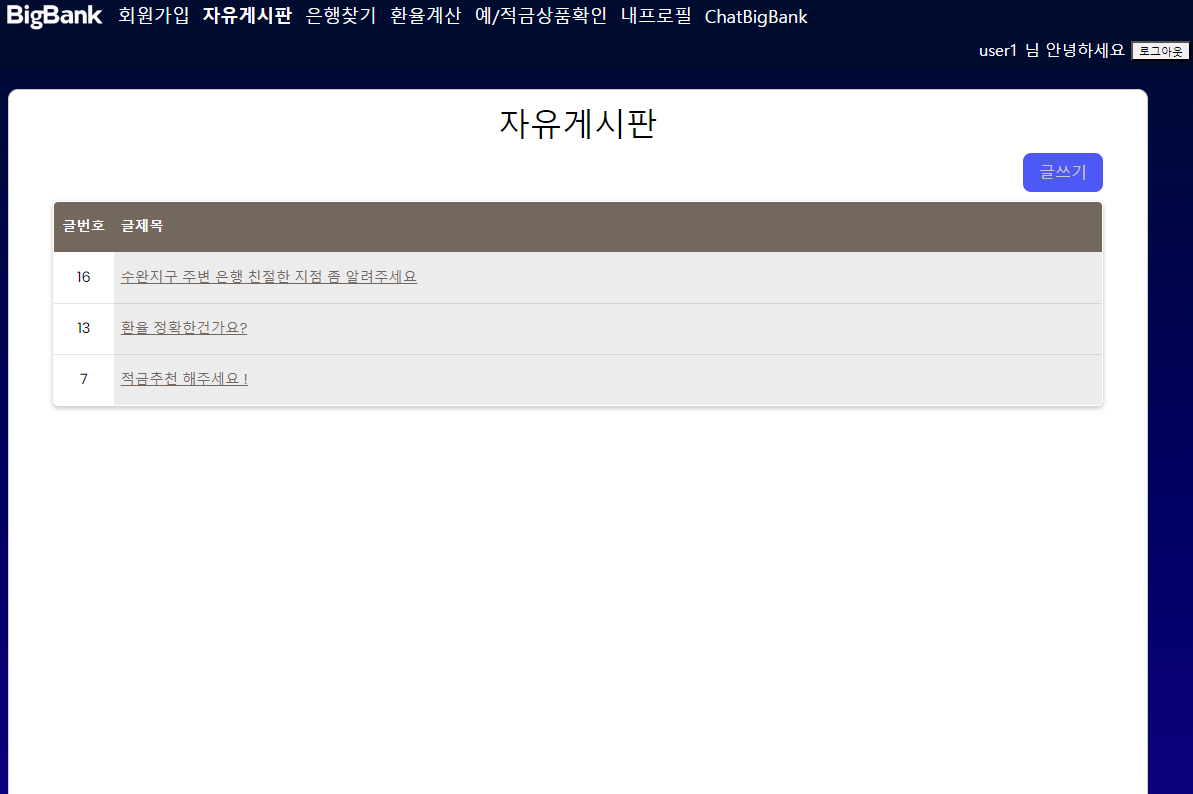 BigBank 회원가입 자유게시판 은행찾기 환율계산 예/적금상품확인 내프로필 ChatBigBank
user1 님 안녕하세요 로그아웃
자유게시판
글쓰기
글번호 글제목
16 수완지구 주변 은행 친절한 지점 좀 알려주세요
13 환율 정확한건가요?
7 적금추천 해주세요 !